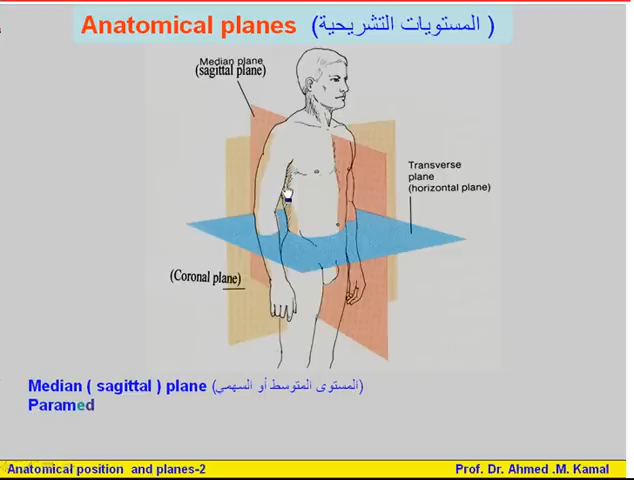 Anatomical planes (المستويات التشريحية )
Median plane
(sagittal plane)
Transverse
plane
(horizontal plane)
(Coronal plane)
Median ( sagittal ) plane (المستوى المتوسط أو السهمي)
Paramed
Anatomical position and planes-2
Prof. Dr. Ahmed .M. Kamal